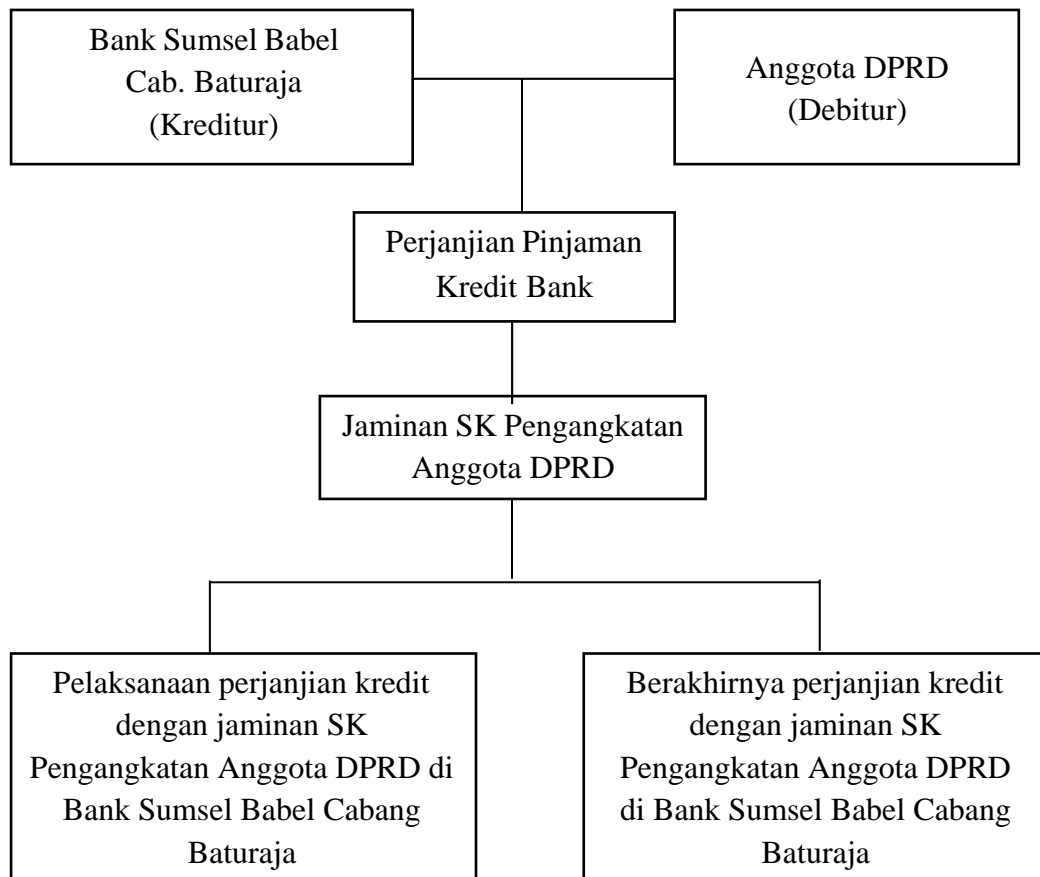 Bank Sumsel Babel
Cab. Baturaja
(Kreditur)
Anggota DPRD
(Debitur)
Perjanjian Pinjaman
Kredit Bank
Jaminan SK Pengangkatan
Anggota DPRD
Pelaksanaan perjanjian kredit
dengan jaminan SK
Pengangkatan Anggota DPRD di
Bank Sumsel Babel Cabang
Baturaja
Berakhirnya perjanjian kredit
dengan jaminan SK
Pengangkatan Anggota DPRD
di Bank Sumsel Babel Cabang
Baturaja